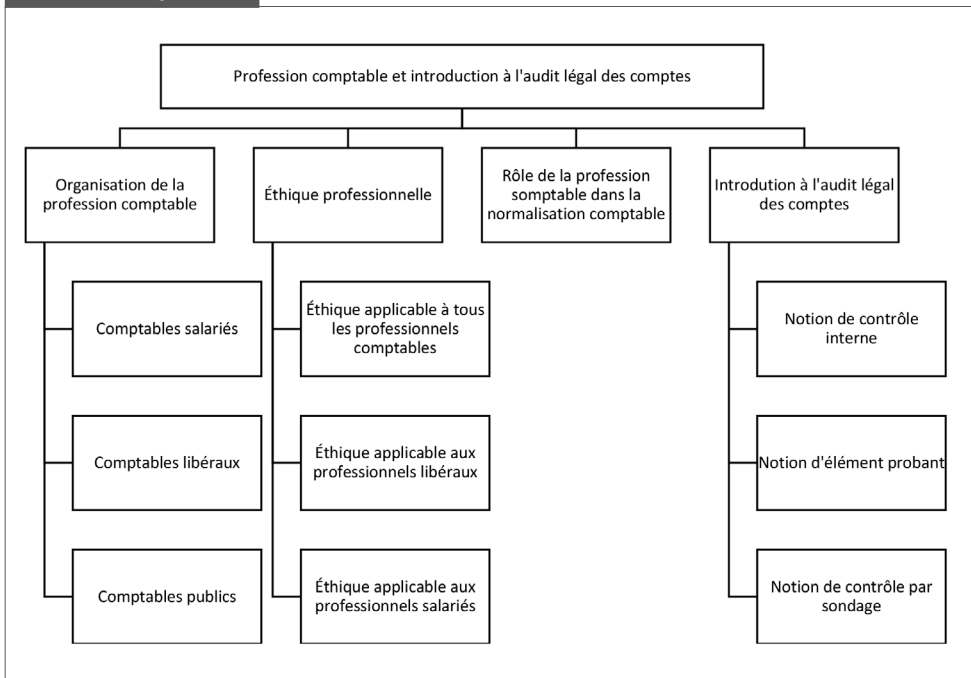 Profession comptable et introduction à l'audit légal des comptes
Organisation de la
profession comptable
Éthique professionnelle
Rôle de la profession
somptable dans la
normalisation comptable
Introdution à l'audit légal
des comptes
Comptables salariés
Éthique applicable à tous
les professionnels
comptables
Notion de contrôle
interne
Comptables libéraux
Éthique applicable aux
professionnels libéraux
Notion d'élément probant
Comptables publics
Éthique applicable aux
professionnels salariés
Notion de contrôle par
sondage